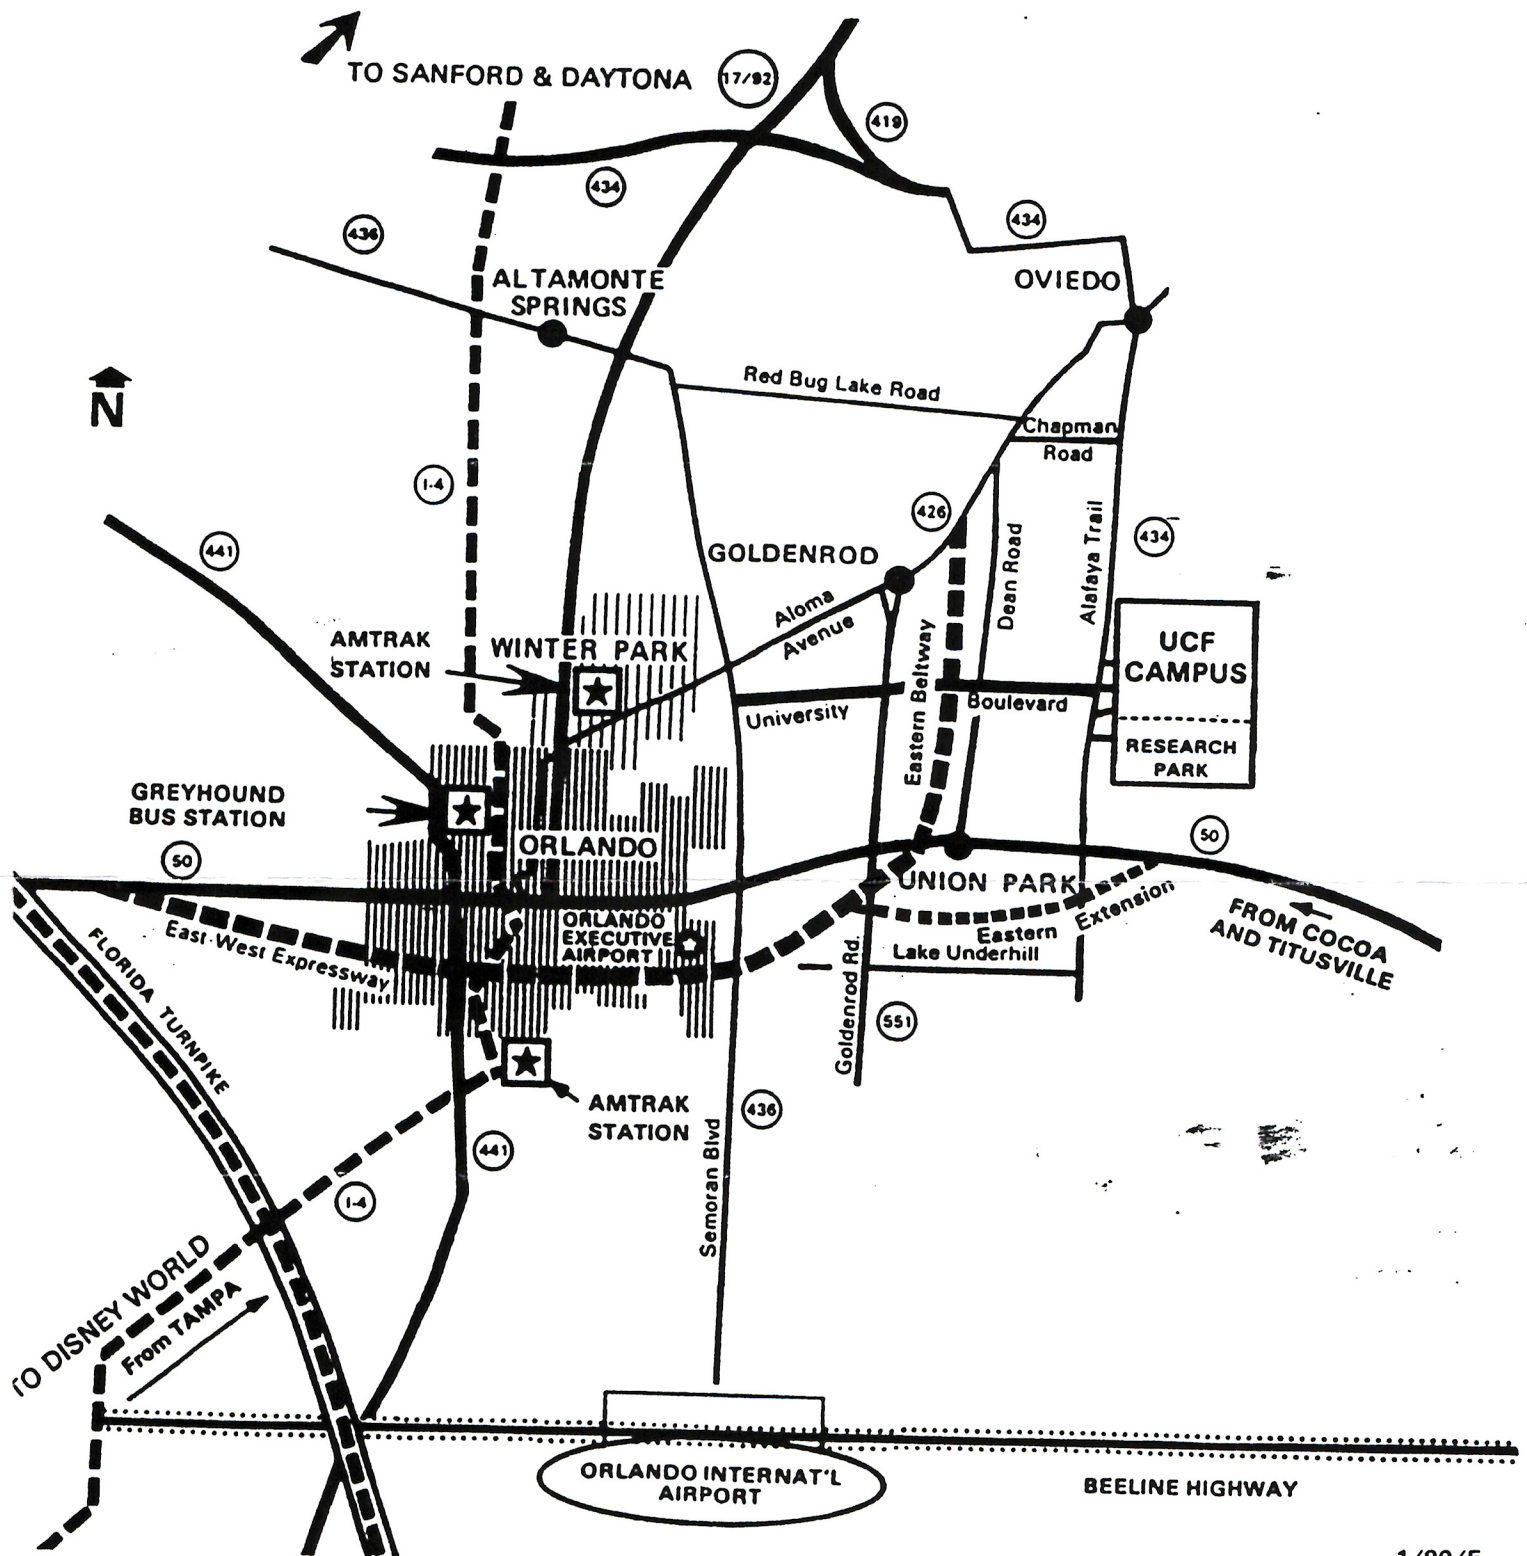 TO SANFORD & DAYTONA
17/92
419
434
434
436
ALTAMONTE
SPRINGS
OVIEDO
N
Red Bug Lake Road
Chapman
Road
I-4
426
441
GOLDENROD
Dean Road
Alafaya Trail
434
Aloma
Avenue
AMTRAK
STATION
WINTER PARK
UCF
CAMPUS
Eastern Beltway
University
Boulevard
RESEARCH
PARK
GREYHOUND
BUS STATION
ORLANDO
50
50
UNION PARK
ORLANDO
EXECUTIVE
AIRPORT
East-West Expressway
Eastern Extension
Lake Underhill
FROM COCOA
AND TITUSVILLE
FLORIDA TURNPIKE
Goldenrod Rd.
551
AMTRAK
STATION
436
441
Semoran Blvd
I-4
TO DISNEY WORLD
From TAMPA
ORLANDO INTERNAT'L
AIRPORT
BEELINE HIGHWAY